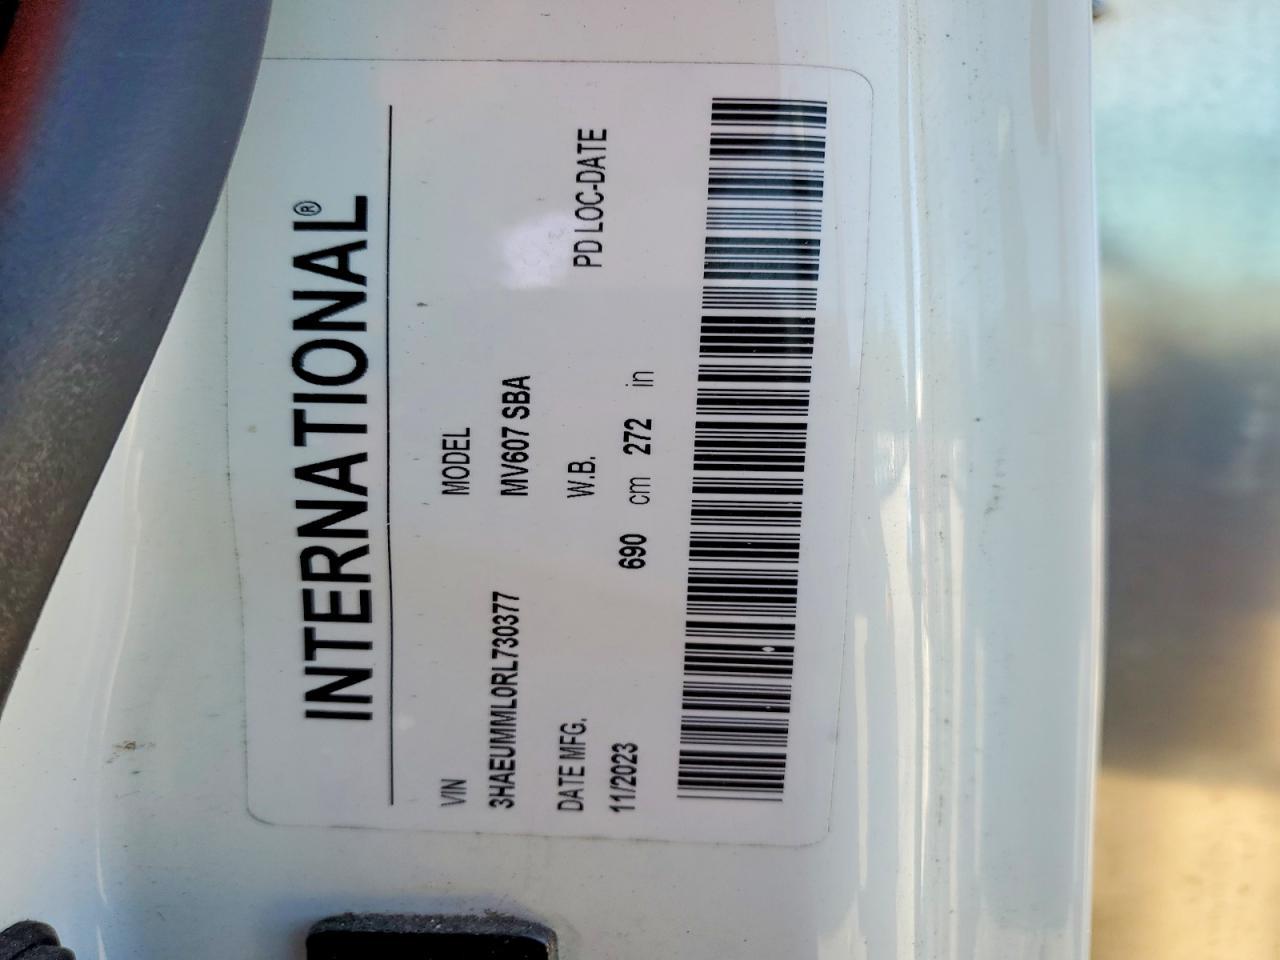 INTERNATIONAL®
VIN MODEL
3HAEUMML0RL730377 MV607 SBA
DATE MFG. W.B. PD LOC-DATE
11/2023 690 cm 272 in